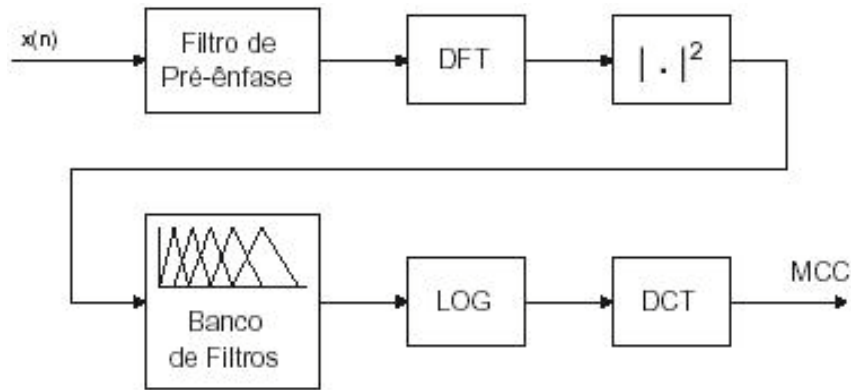 x(n)
Filtro de
Pré-ênfase
DFT
| . |²
Banco
de Filtros
LOG
DCT
MCC